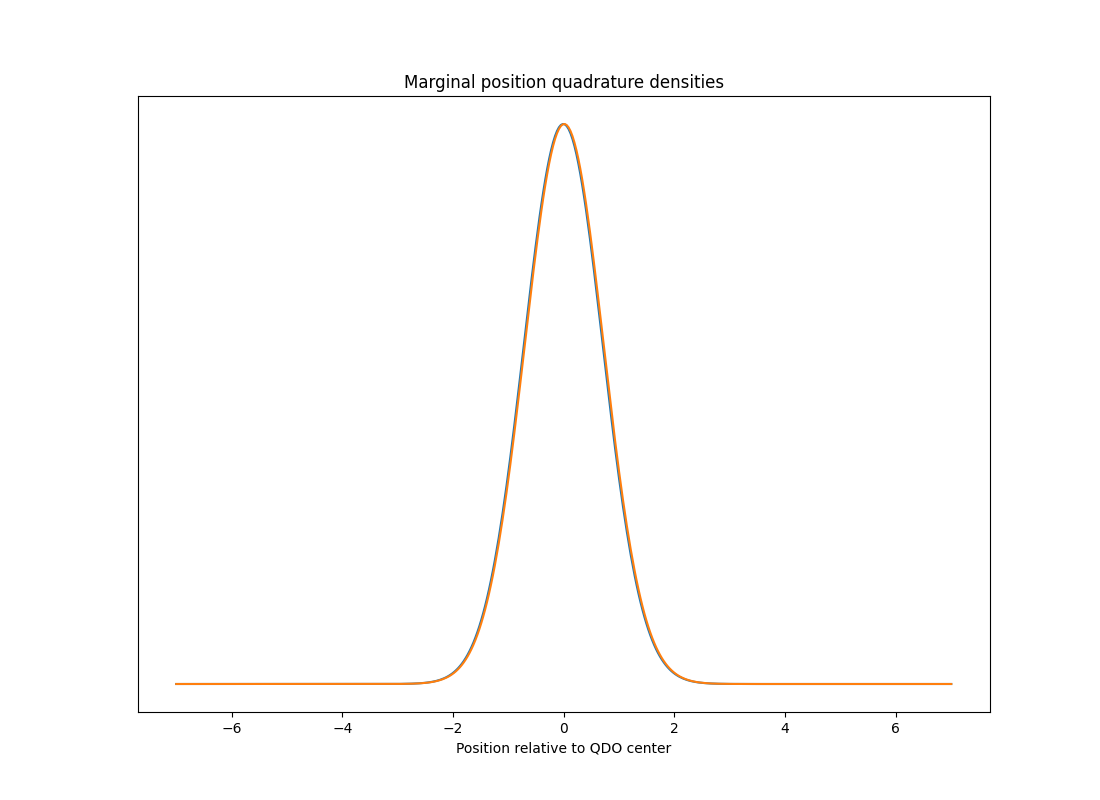 Marginal position quadrature densities
−6 −4 −2 0 2 4 6
Position relative to QDO center